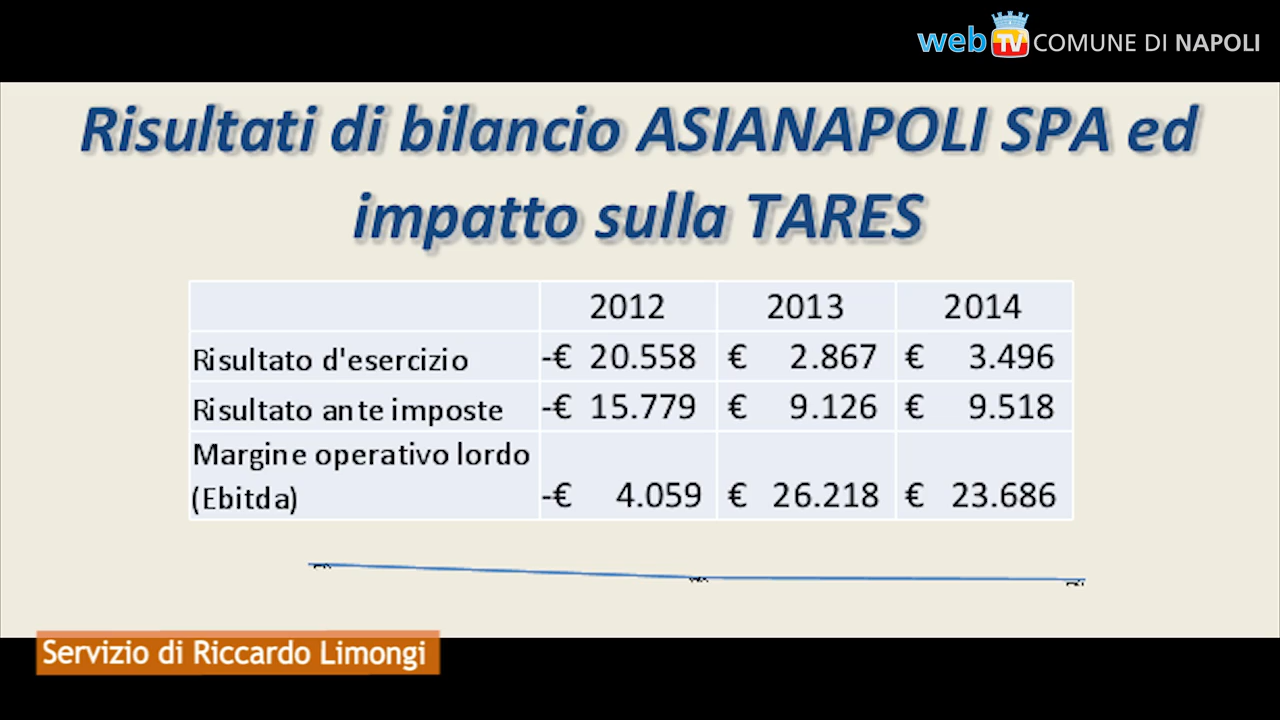 web TV COMUNE DI NAPOLI
Risultati di bilancio ASIANAPOLI SPA ed
impatto sulla TARES
2012 2013 2014
Risultato d'esercizio -€ 20.558 € 2.867 € 3.496
Risultato ante imposte -€ 15.779 € 9.126 € 9.518
Margine operativo lordo
(Ebitda) -€ 4.059 € 26.218 € 23.686
Servizio di Riccardo Limongi